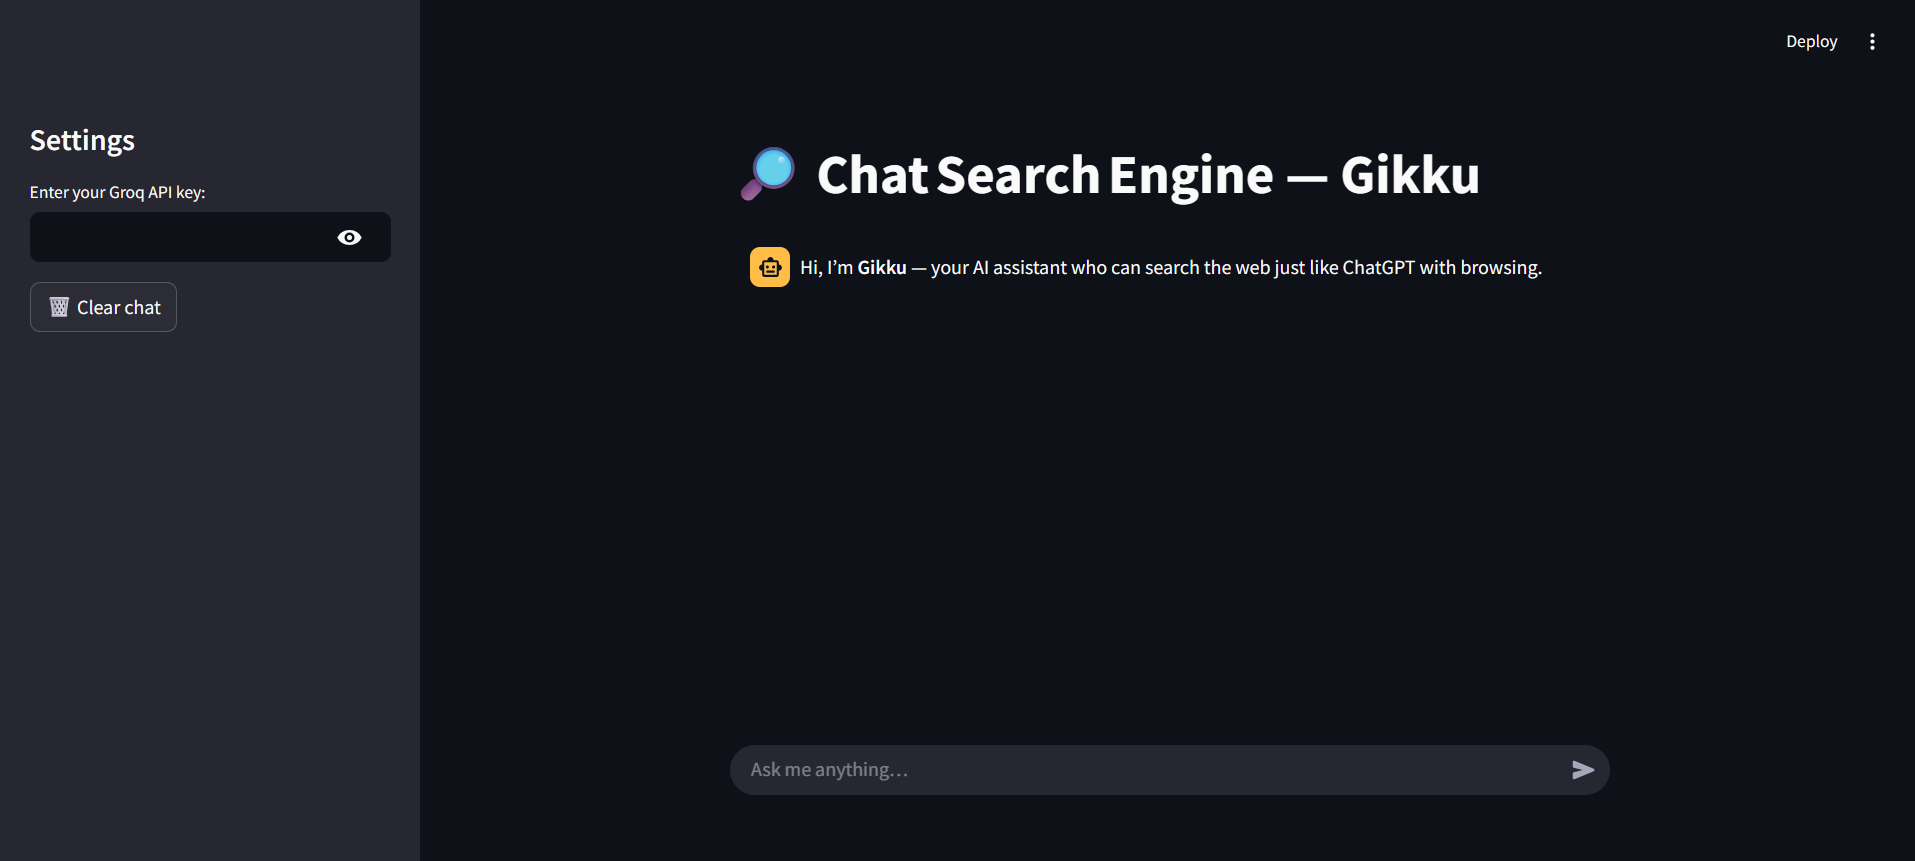 Deploy
Settings
Enter your Groq API key:
Clear chat
Chat Search Engine — Gikku
Hi, I’m Gikku — your AI assistant who can search the web just like ChatGPT with browsing.
Ask me anything…